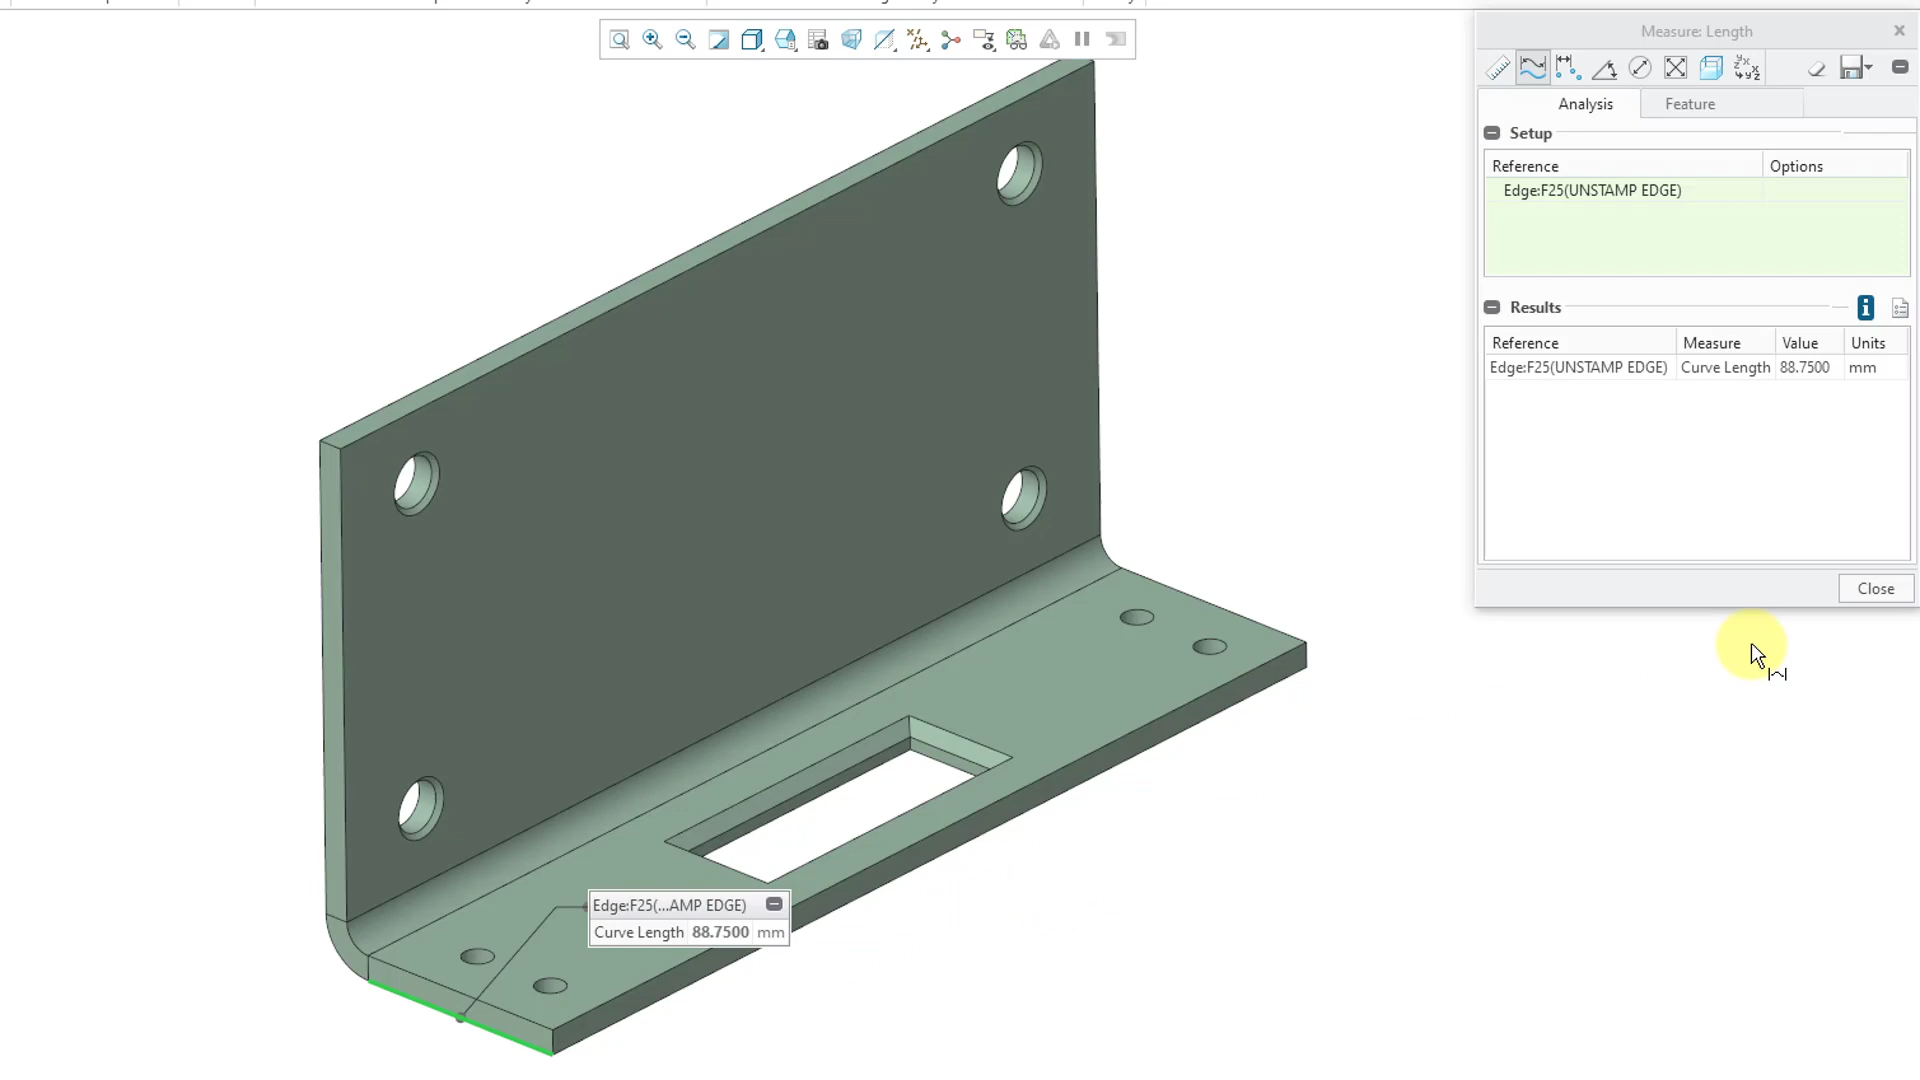 Measure: Length
Analysis
Feature
Setup
Reference Options
Edge:F25(UNSTAMP EDGE)
Results
Reference Measure Value Units
Edge:F25(UNSTAMP EDGE) Curve Length 88.7500 mm
Close
Edge:F25(...AMP EDGE)
Curve Length 88.7500 mm